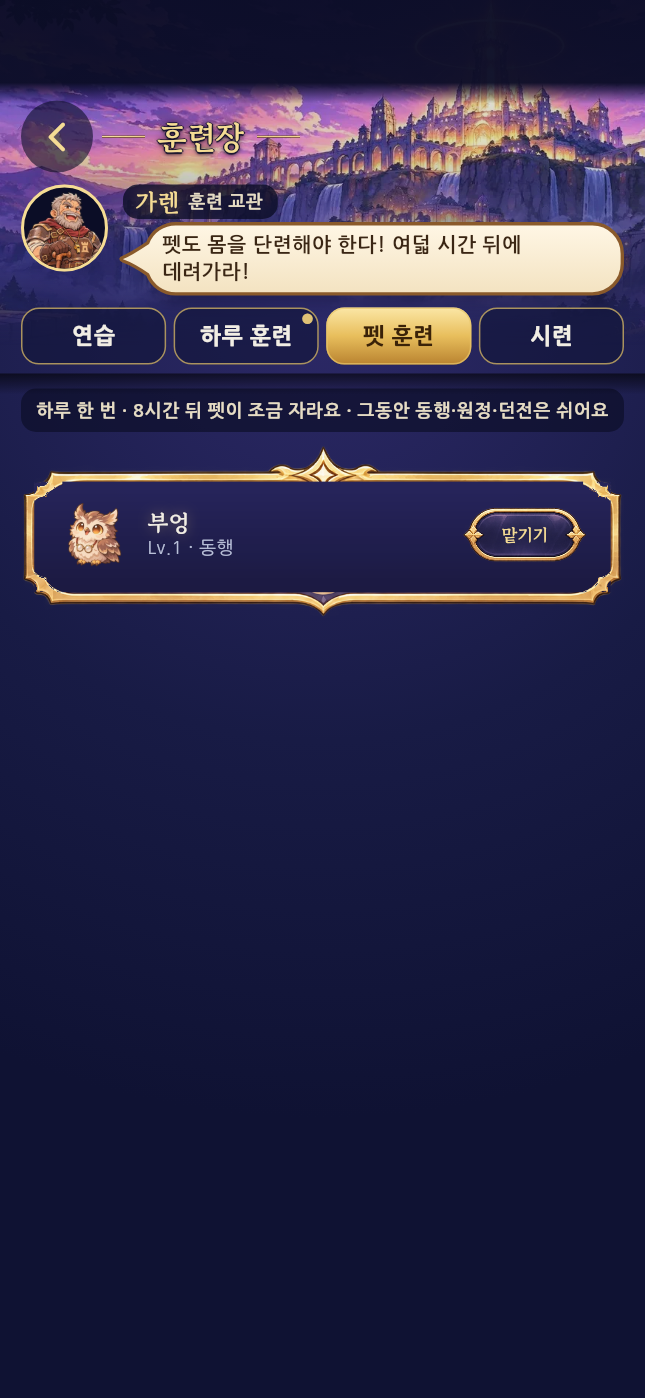 훈련장
가렌 훈련 교관
펫도 몸을 단련해야 한다! 여덟 시간 뒤에
데려가라!
연습 하루 훈련 펫 훈련 시련
하루 한 번 · 8시간 뒤 펫이 조금 자라요 · 그동안 동행·원정·던전은 쉬어요
부엉
Lv.1 · 동행
맡기기